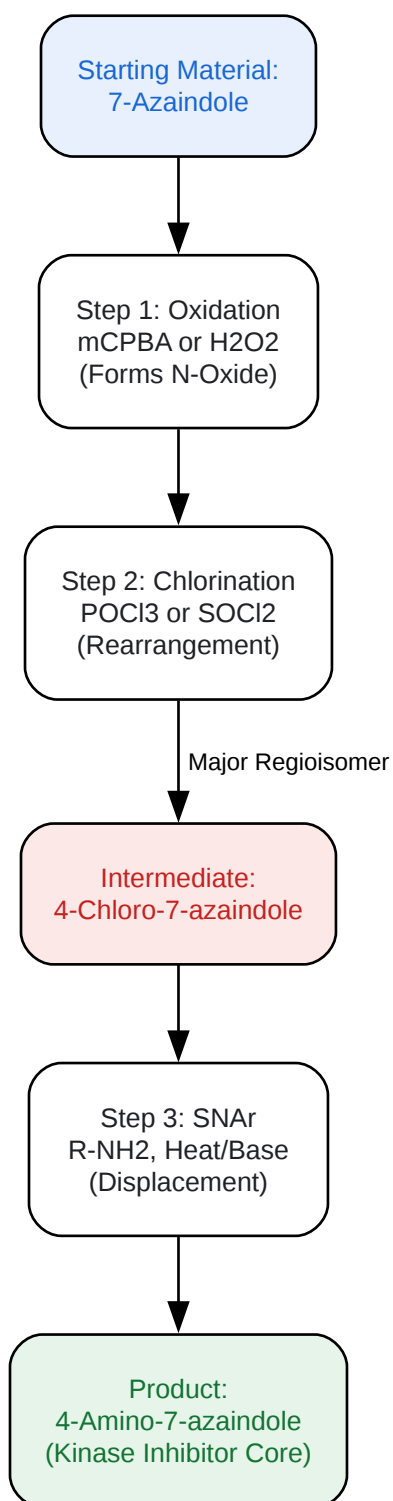 Starting Material:
7-Azaindole
Step 1: Oxidation
mCPBA or H2O2
(Forms N-Oxide)
Step 2: Chlorination
POCl3 or SOCl2
(Rearrangement)
Major Regioisomer
Intermediate:
4-Chloro-7-azaindole
Step 3: SNAr
R-NH2, Heat/Base
(Displacement)
Product:
4-Amino-7-azaindole
(Kinase Inhibitor Core)